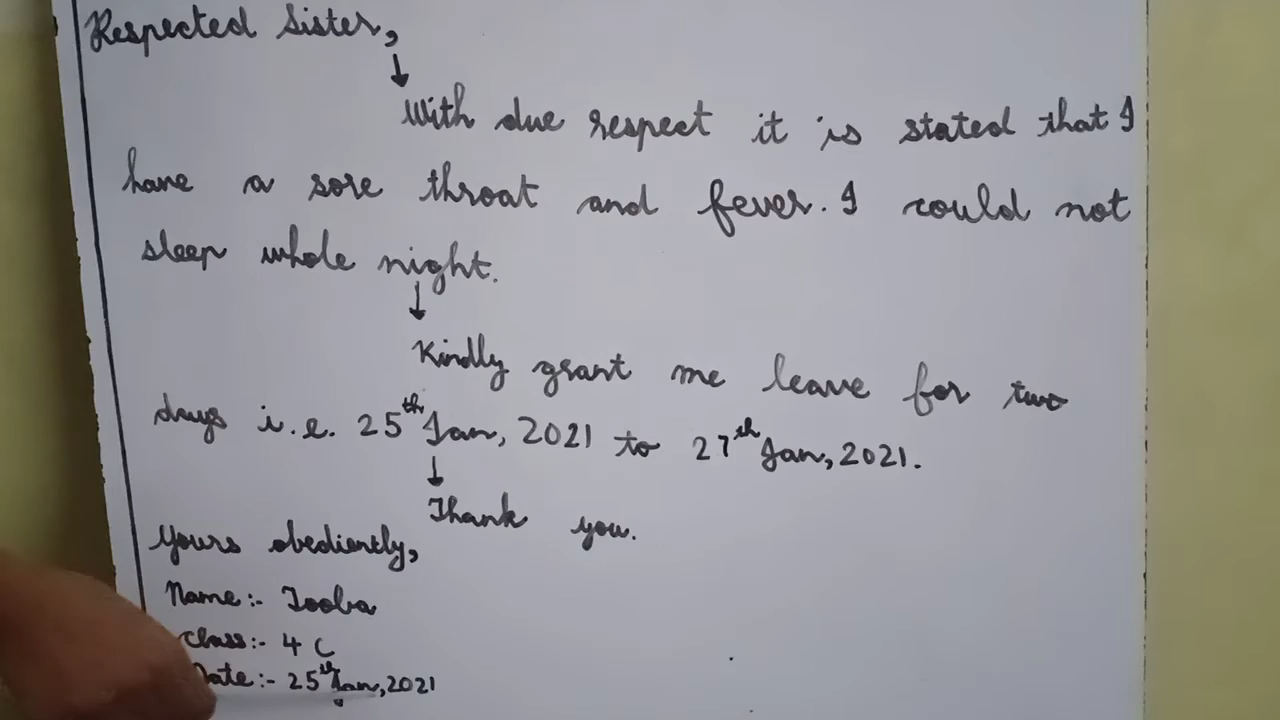 Respected Sister,
With due respect it is stated that I
have a sore throat and fever. I could not
sleep whole night.
Kindly grant me leave for two
days i.e. 25th Jan, 2021 to 27th Jan, 2021.
Thank you.
Yours obediently,
Name:- Tooba
Class:- 4 C
Date:- 25th Jan, 2021